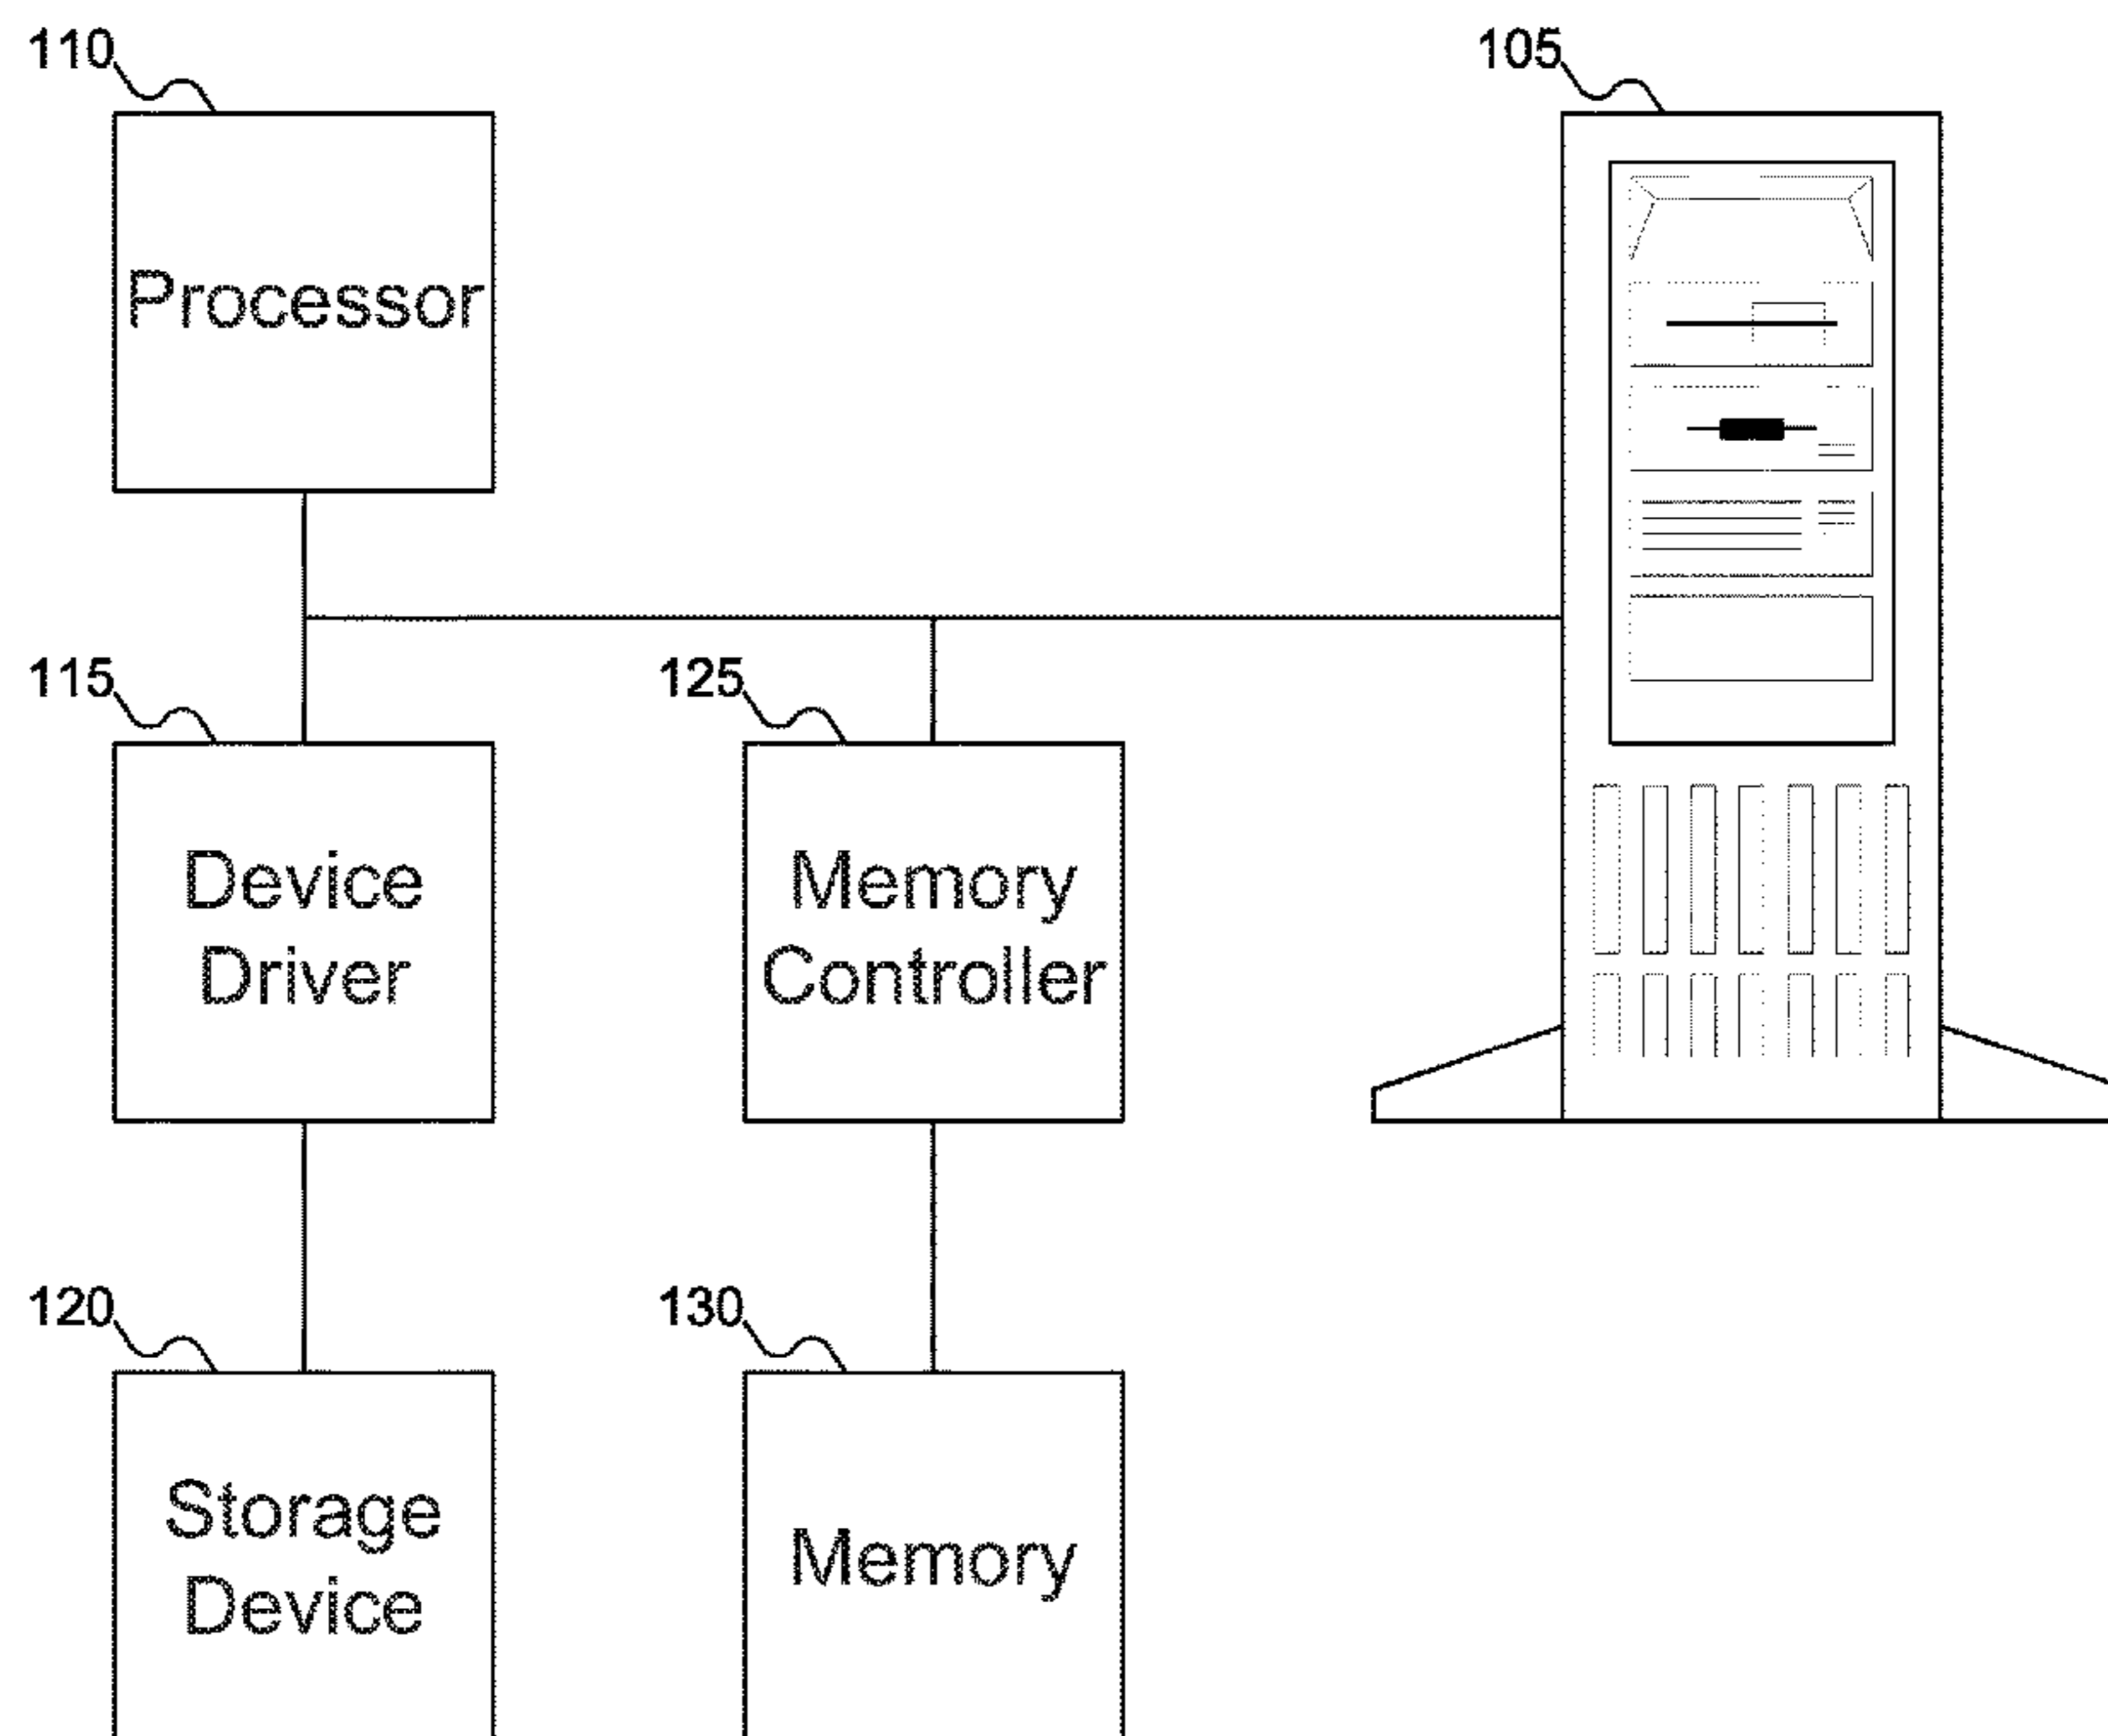 110
105
Processor
115
125
Device
Driver
Memory
Controller
120
130
Storage
Device
Memory